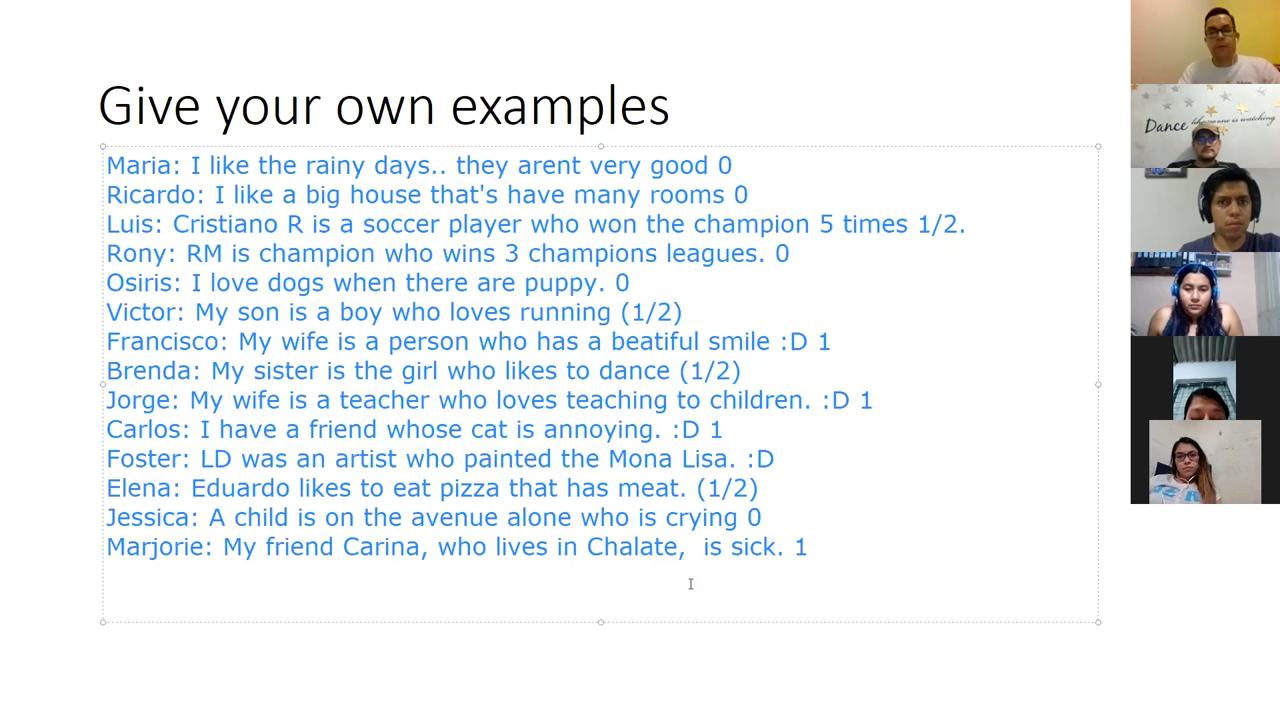 Give your own examples
Maria: I like the rainy days.. they arent very good 0
Ricardo: I like a big house that's have many rooms 0
Luis: Cristiano R is a soccer player who won the champion 5 times 1/2.
Rony: RM is champion who wins 3 champions leagues. 0
Osiris: I love dogs when there are puppy. 0
Victor: My son is a boy who loves running (1/2)
Francisco: My wife is a person who has a beatiful smile :D 1
Brenda: My sister is the girl who likes to dance (1/2)
Jorge: My wife is a teacher who loves teaching to children. :D 1
Carlos: I have a friend whose cat is annoying. :D 1
Foster: LD was an artist who painted the Mona Lisa. :D
Elena: Eduardo likes to eat pizza that has meat. (1/2)
Jessica: A child is on the avenue alone who is crying 0
Marjorie: My friend Carina, who lives in Chalate,  is sick. 1
Dance like no one is watching